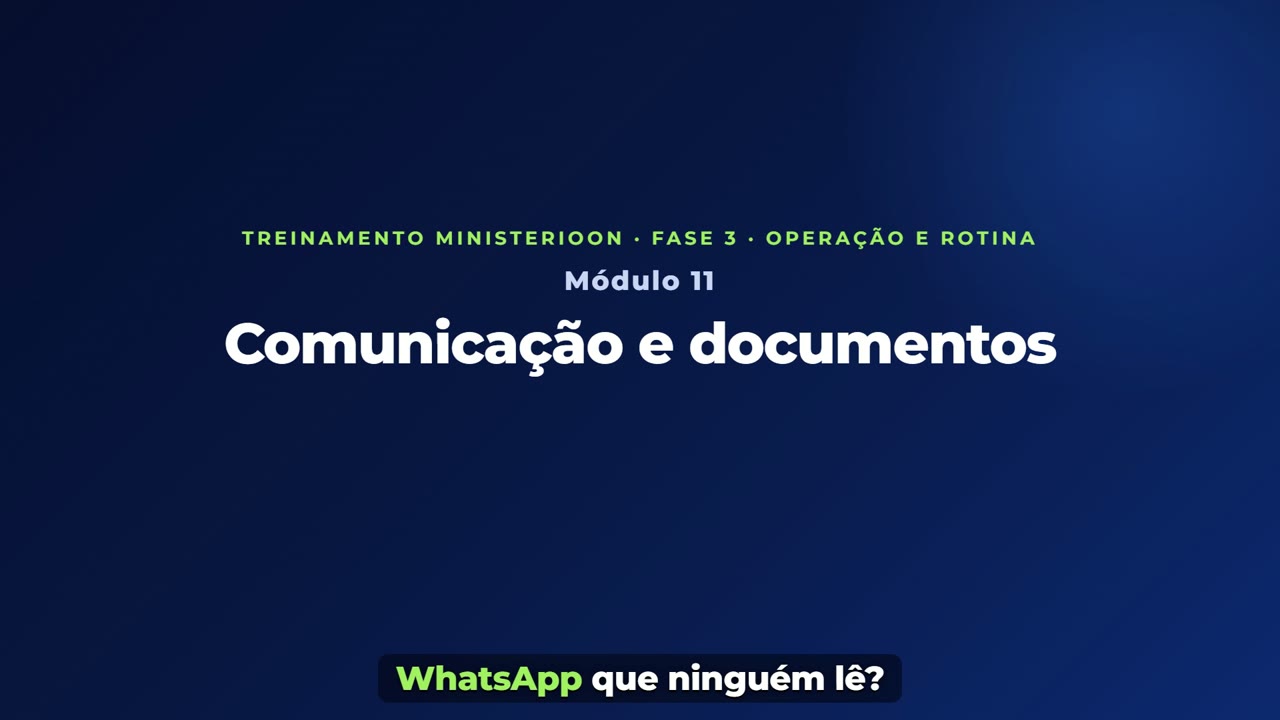 TREINAMENTO MINISTERIOON · FASE 3 · OPERAÇÃO E ROTINA
Módulo 11
Comunicação e documentos
WhatsApp que ninguém lê?